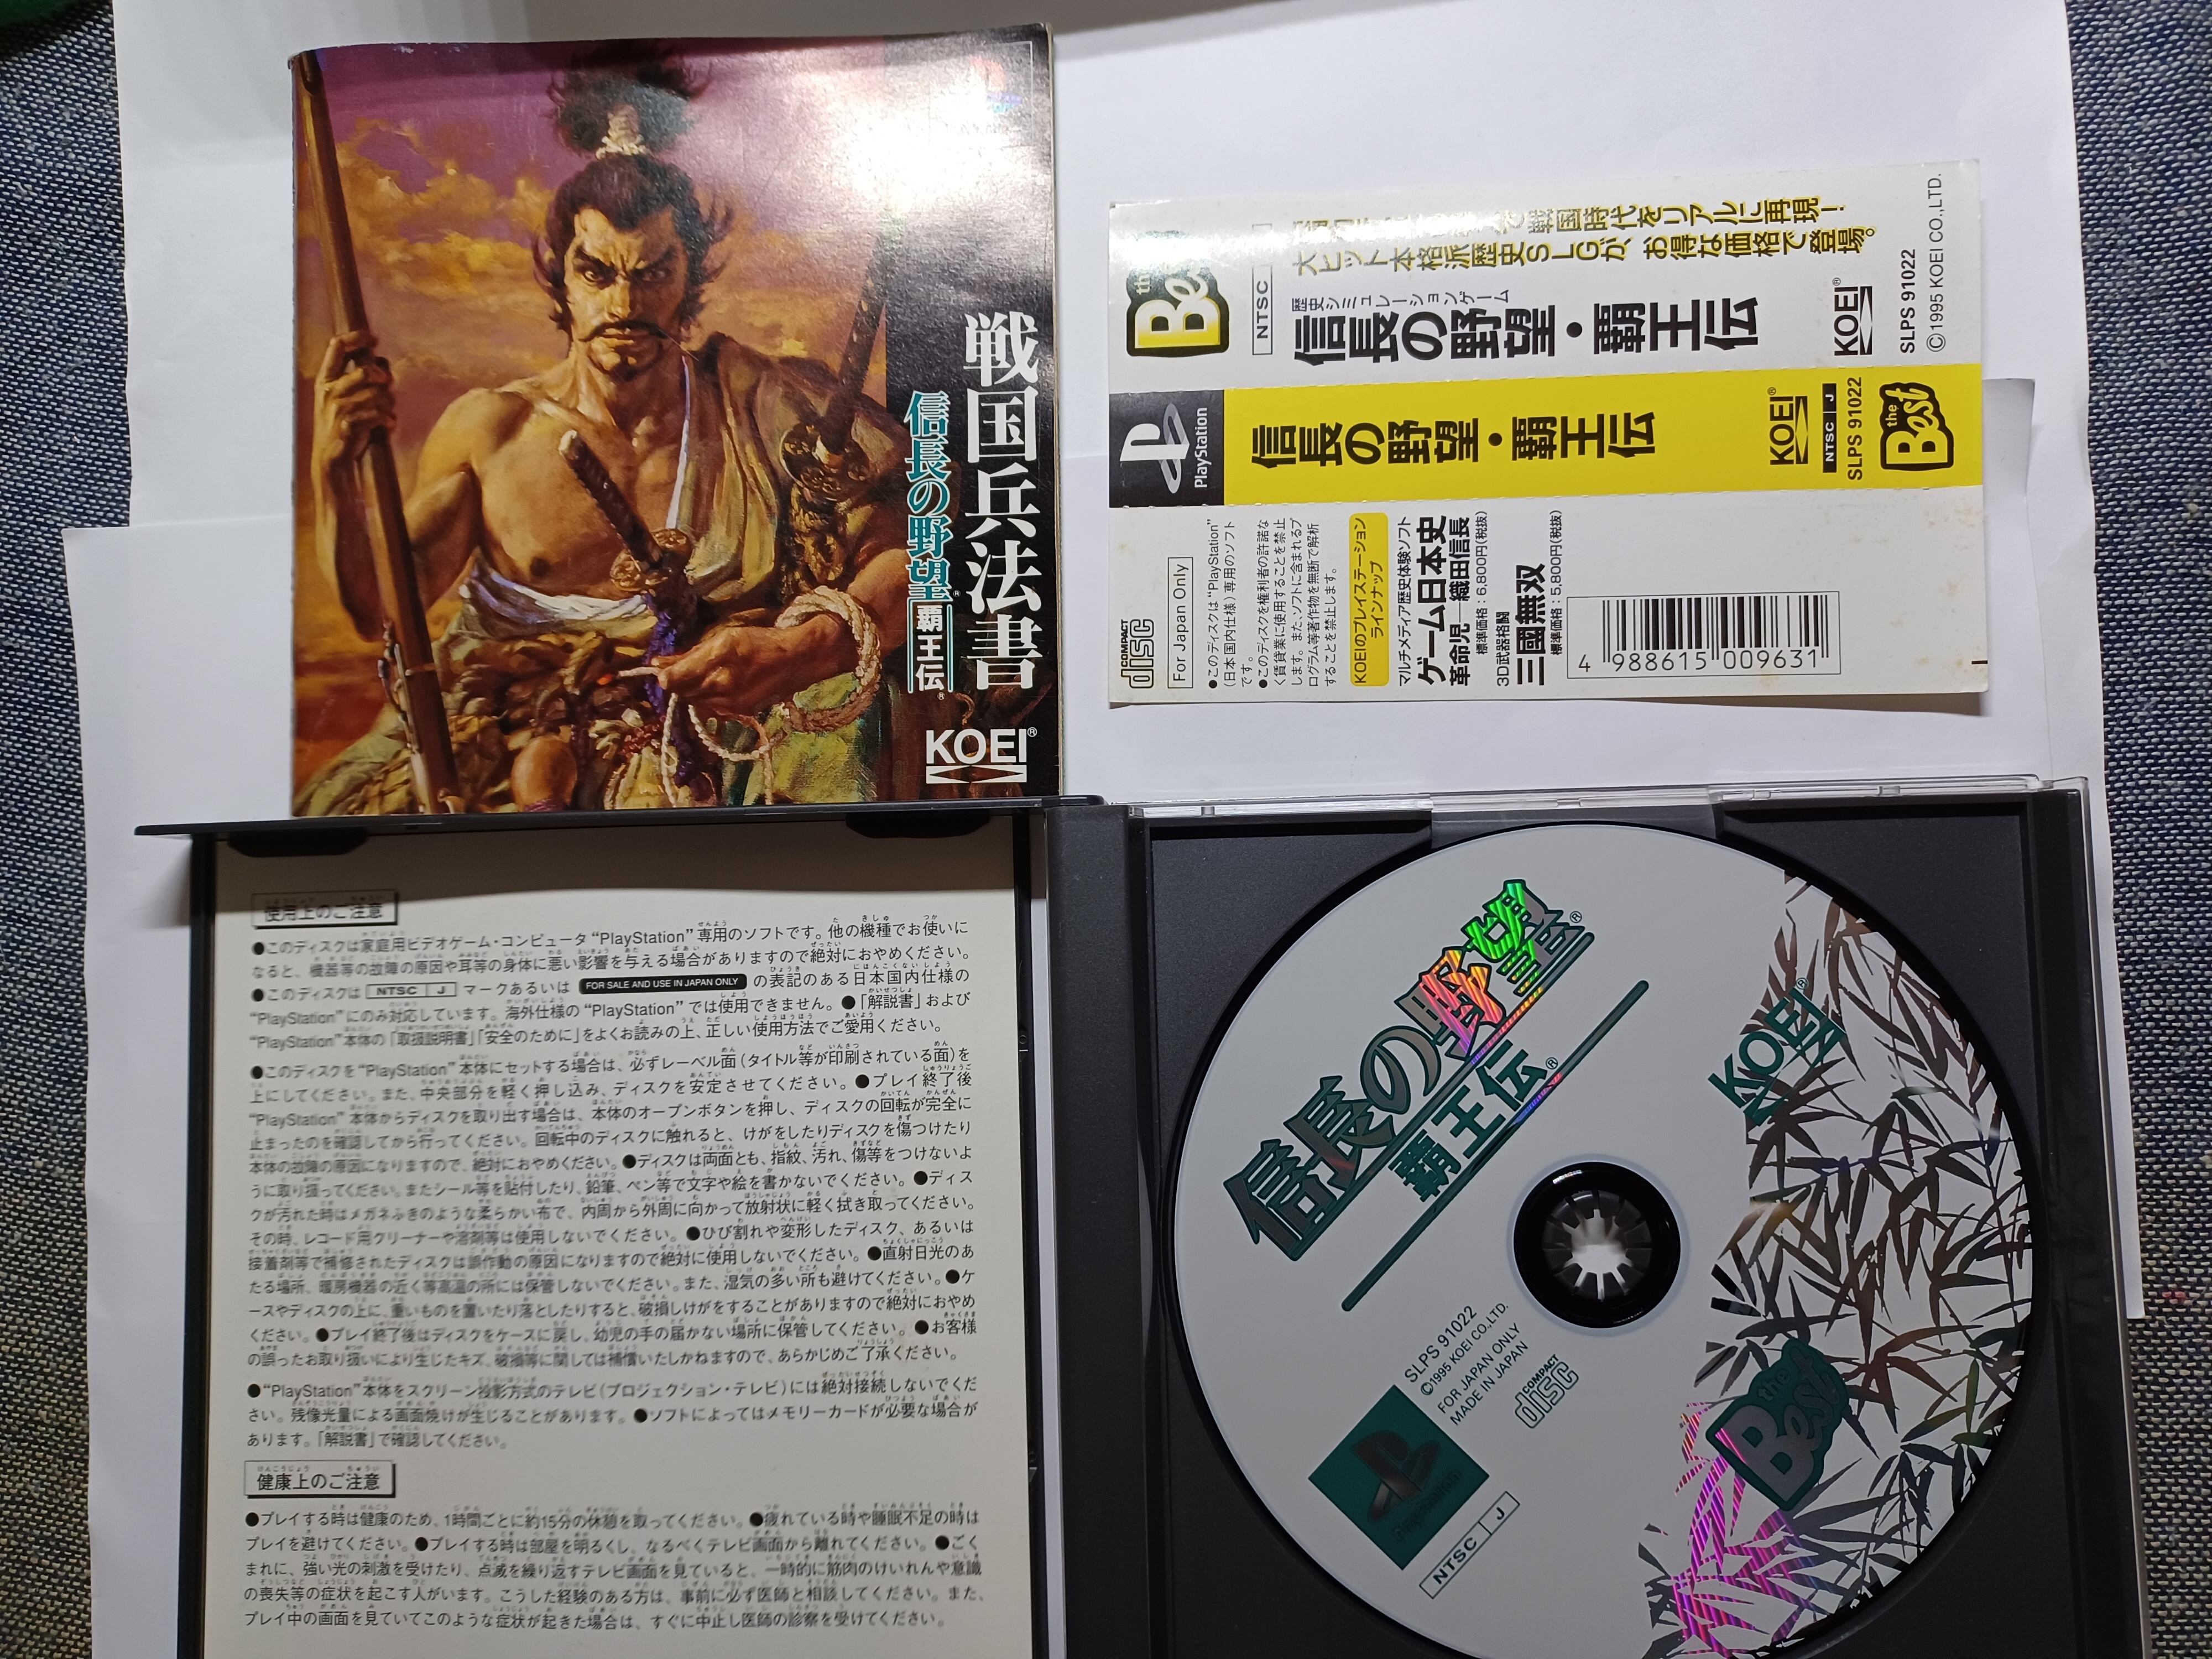 戦国兵法書
信長の野望®
覇王伝®
KOEI®
the Best
NTSC
戦国時代をリアルに再現!
大ヒット本格派歴史SLGが、お得な価格で登場。
歴史シミュレーションゲーム
信長の野望・覇王伝
KOEI®
SLPS 91022
©1995 KOEI CO.,LTD.
PlayStation
信長の野望・覇王伝
KOEI®
NTSC J
SLPS 91022
the Best
COMPACT disc
For Japan Only
●このディスクは“PlayStation”
(日本国内仕様)専用のソフト
です。
●このディスクを権利者の許諾な
く賃貸業に使用することを禁止
します。また、ソフトに含まれるプ
ログラム等著作物を無断で解析
することを禁止します。
KOEIのプレイステーション
ラインナップ
マルチメディア歴史体験ソフト
ゲーム日本史
革命児 織田信長
標準価格:6,800円(税抜)
3D武器格闘
三國無双
標準価格:5,800円(税抜)
4 988615 009631
使用上のご注意
●このディスクは家庭用ビデオゲーム・コンピュータ“PlayStation”専用のソフトです。他の機種でお使いに
なると、機器等の故障の原因や耳等の身体に悪い影響を与える場合がありますので絶対におやめください。
●このディスクは NTSC J マークあるいは FOR SALE AND USE IN JAPAN ONLY の表記のある日本国内仕様の
“PlayStation”にのみ対応しています。海外仕様の“PlayStation”では使用できません。●「解説書」および
“PlayStation”本体の「取扱説明書」「安全のために」をよくお読みの上、正しい使用方法でご愛用ください。
●このディスクを“PlayStation”本体にセットする場合は、必ずレーベル面(タイトル等が印刷されている面)を
上にしてください。また、中央部分を軽く押し込み、ディスクを安定させてください。●プレイ終了後
“PlayStation”本体からディスクを取り出す場合は、本体のオープンボタンを押し、ディスクの回転が完全に
止まったのを確認してから行ってください。回転中のディスクに触れると、けがをしたりディスクを傷つけたり
本体の故障の原因になりますので、絶対におやめください。●ディスクは両面とも、指紋、汚れ、傷等をつけないよ
うに取り扱ってください。またシール等を貼付したり、鉛筆、ペン等で文字や絵を書かないでください。●ディス
クが汚れた時はメガネふきのような柔らかい布で、内周から外周に向かって放射状に軽く拭き取ってください。
その時、レコード用クリーナーや溶剤等は使用しないでください。●ひび割れや変形したディスク、あるいは
接着剤等で補修されたディスクは誤作動の原因になりますので絶対に使用しないでください。●直射日光のあ
たる場所、暖房機器の近く等高温の所には保管しないでください。また、湿気の多い所も避けてください。●ケ
ースやディスクの上に、重いものを置いたり落としたりすると、破損しけがをすることがありますので絶対におやめ
ください。●プレイ終了後はディスクをケースに戻し、幼児の手の届かない場所に保管してください。●お客様
の誤ったお取り扱いにより生じたキズ、破損等に関しては補償いたしかねますので、あらかじめご了承ください。
●“PlayStation”本体をスクリーン投影方式のテレビ(プロジェクション・テレビ)には絶対接続しないでくだ
さい。残像光量による画面焼けが生じることがあります。●ソフトによってはメモリーカードが必要な場合が
あります。「解説書」で確認してください。
健康上のご注意
●プレイする時は健康のため、1時間ごとに約15分の休憩を取ってください。●疲れている時や睡眠不足の時は
プレイを避けてください。●プレイする時は部屋を明るくし、なるべくテレビ画面から離れてください。●ごく
まれに、強い光の刺激を受けたり、点滅を繰り返すテレビ画面を見ていると、一時的に筋肉のけいれんや意識
の喪失等の症状を起こす人がいます。こうした経験のある方は、事前に必ず医師と相談してください。また、
プレイ中の画面を見ていてこのような症状が起きた場合は、すぐに中止し医師の診察を受けてください。
信長の野望®
覇王伝®
KOEI®
SLPS 91022
©1995 KOEI CO.,LTD.
FOR JAPAN ONLY
MADE IN JAPAN
COMPACT disc
PlayStation
NTSC J
the Best